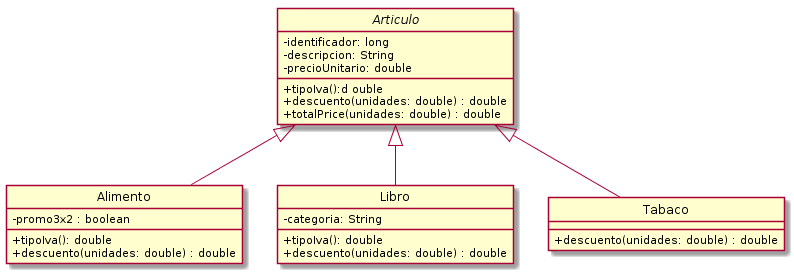 Articulo
-identificador: long
-descripcion: String
-precioUnitario: double
+tipoIva():d ouble
+descuento(unidades: double) : double
+totalPrice(unidades: double) : double
Alimento
-promo3x2 : boolean
+tipoIva(): double
+descuento(unidades: double) : double
Libro
-categoria: String
+tipoIva(): double
+descuento(unidades: double) : double
Tabaco
+descuento(unidades: double) : double